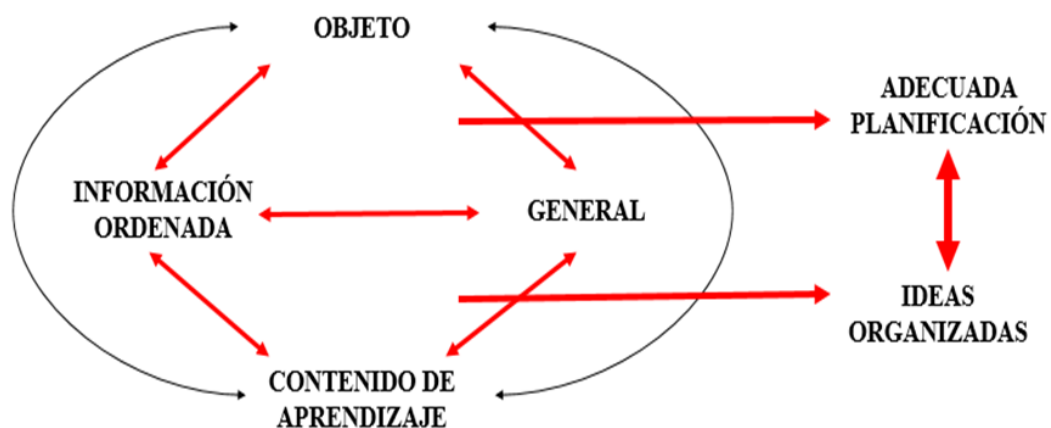 OBJETO
ADECUADA
PLANIFICACIÓN
INFORMACIÓN
ORDENADA
GENERAL
IDEAS
ORGANIZADAS
CONTENIDO DE
APRENDIZAJE